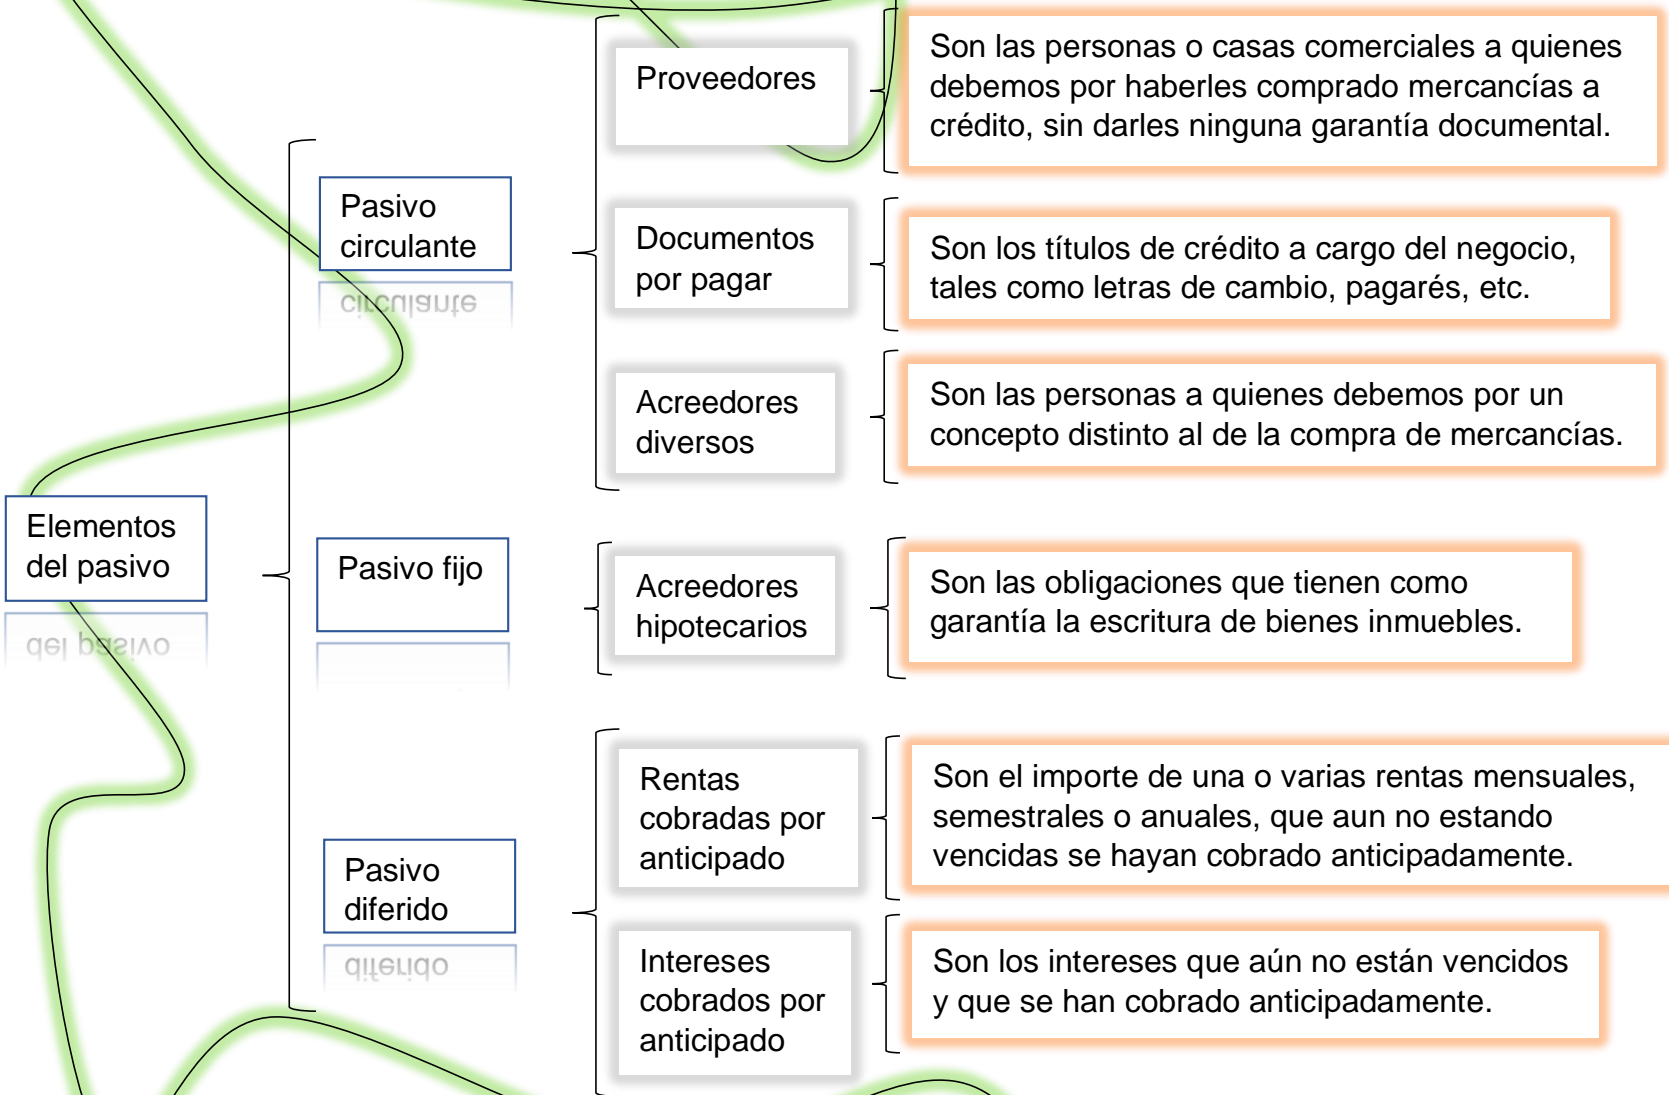 Elementos
del pasivo
Pasivo
circulante
Proveedores
Son las personas o casas comerciales a quienes
debemos por haberles comprado mercancías a
crédito, sin darles ninguna garantía documental.
Documentos
por pagar
Son los títulos de crédito a cargo del negocio,
tales como letras de cambio, pagarés, etc.
Acreedores
diversos
Son las personas a quienes debemos por un
concepto distinto al de la compra de mercancías.
Pasivo fijo
Acreedores
hipotecarios
Son las obligaciones que tienen como
garantía la escritura de bienes inmuebles.
Pasivo
diferido
Rentas
cobradas por
anticipado
Son el importe de una o varias rentas mensuales,
semestrales o anuales, que aun no estando
vencidas se hayan cobrado anticipadamente.
Intereses
cobrados por
anticipado
Son los intereses que aún no están vencidos
y que se han cobrado anticipadamente.